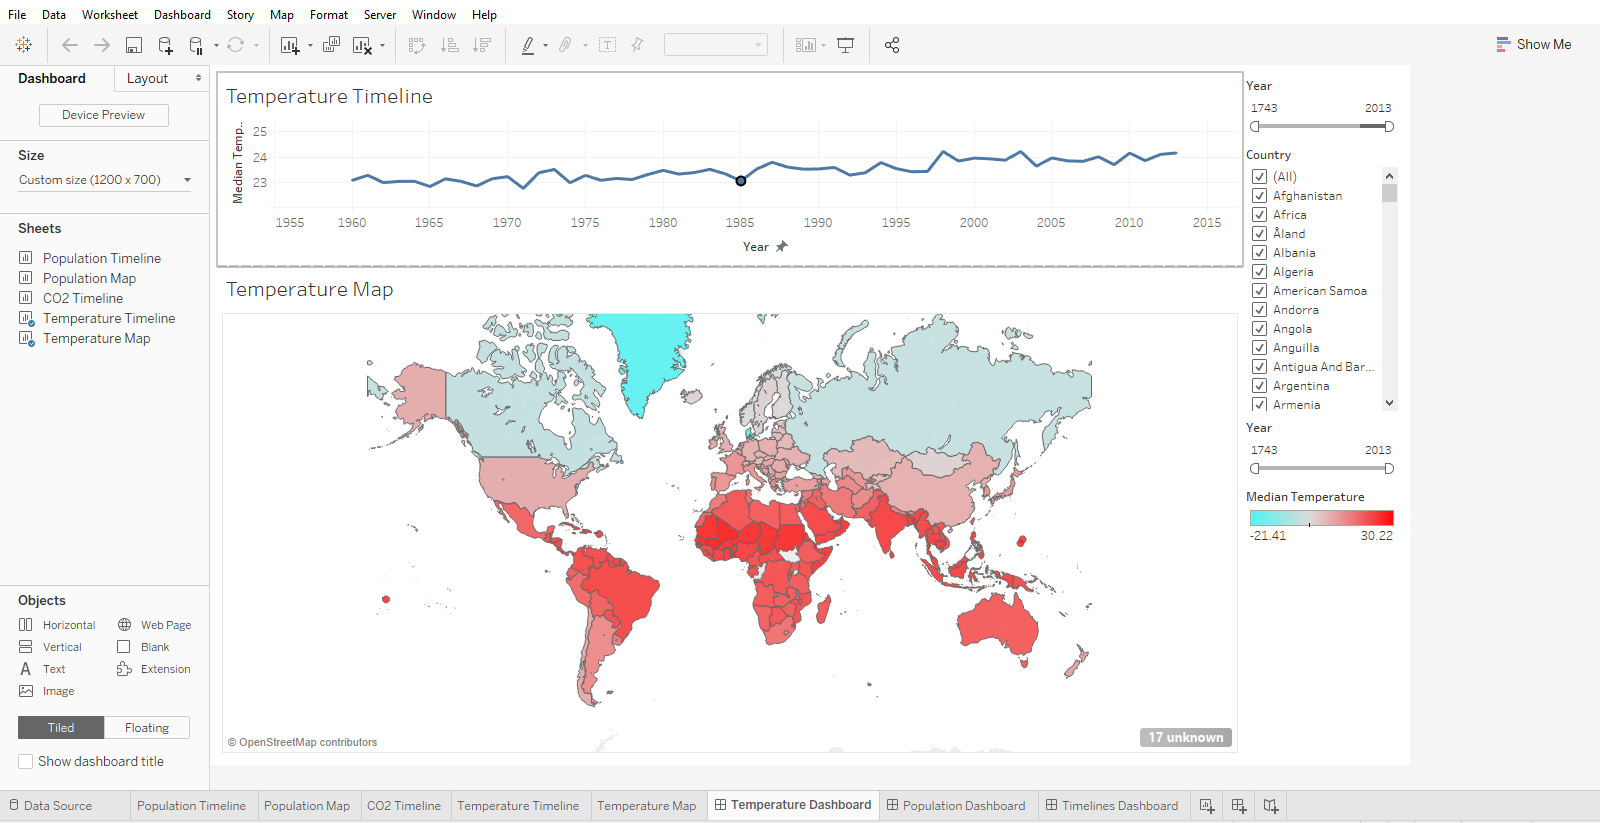 File Data Worksheet Dashboard Story Map Format Server Window Help
Show Me
Dashboard Layout
Device Preview
Size
Custom size (1200 x 700)
Sheets
Population Timeline
Population Map
CO2 Timeline
Temperature Timeline
Temperature Map
Objects
Horizontal Web Page
Vertical Blank
Text Extension
Image
Tiled Floating
Show dashboard title
Temperature Timeline
Median Temp..
25
24
23
1955 1960 1965 1970 1975 1980 1985 1990 1995 2000 2005 2010 2015
Year
Temperature Map
© OpenStreetMap contributors
17 unknown
Year
1743 2013
Country
(All)
Afghanistan
Africa
Åland
Albania
Algeria
American Samoa
Andorra
Angola
Anguilla
Antigua And Bar...
Argentina
Armenia
Year
1743 2013
Median Temperature
-21.41 30.22
Data Source Population Timeline Population Map CO2 Timeline Temperature Timeline Temperature Map Temperature Dashboard Population Dashboard Timelines Dashboard